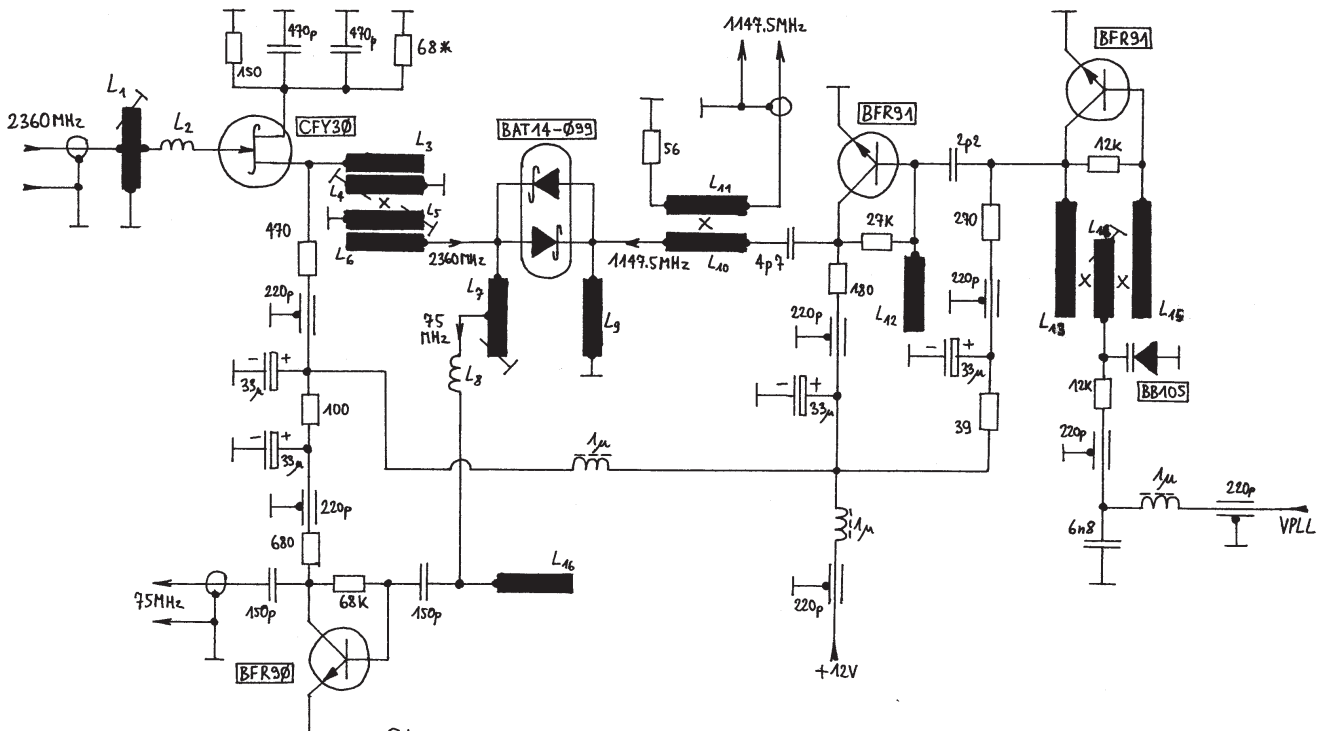 1147.5MHz
BFR91
470p
470p
150
68*
L1
2360MHz
L2
CFY30
BAT14-099
56
BFR91
2p2
12K
L3
L4
X
L5
L6
L11
X
L10
27K
270
L14
X
X
470
2360MHz
1147.5MHz
4p7
180
220p
L7
L9
220p
L12
220p
L13
L15
75
MHz
- +
33µ
L8
- +
33µ
- +
33µ
12K
BB105
100
39
- +
33µ
1µ
220p
220p
1µ
220p
1µ
6n8
VPLL
680
L16
75MHz
150p
68K
150p
220p
+12V
BFR90